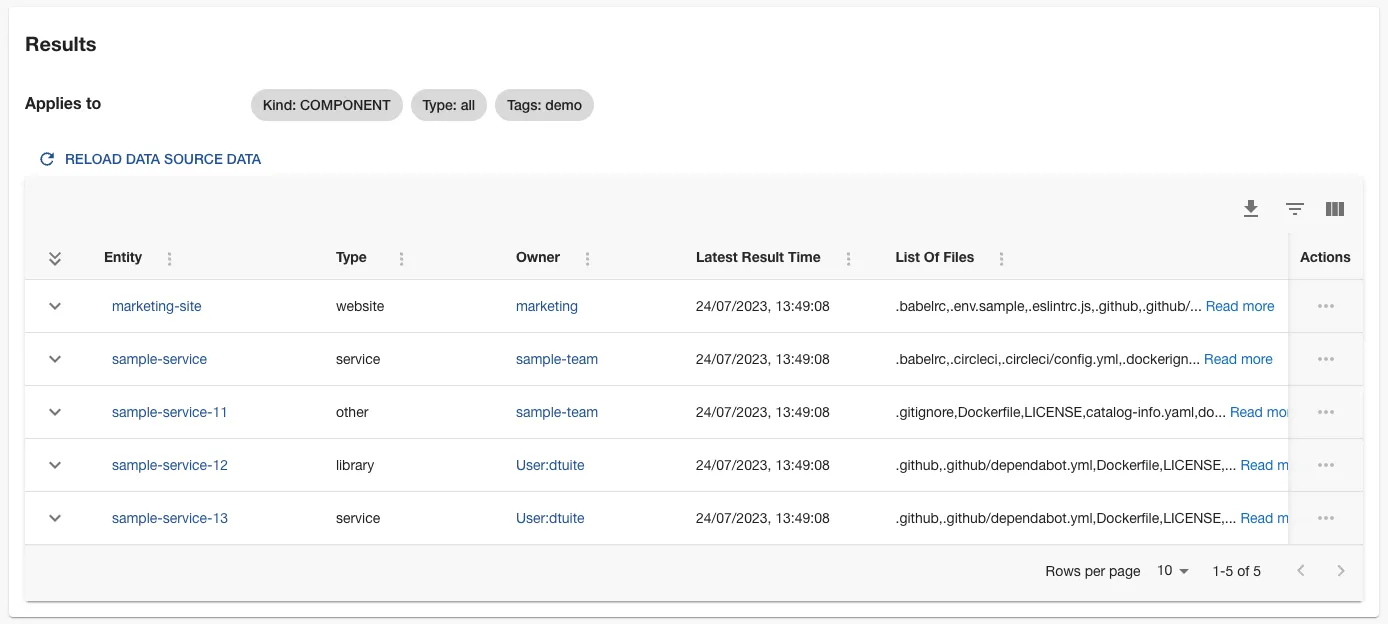 Results
Applies to Kind: COMPONENT Type: all Tags: demo
RELOAD DATA SOURCE DATA
Entity Type Owner Latest Result Time List Of Files Actions
marketing-site website marketing 24/07/2023, 13:49:08 .babelrc,.env.sample,.eslintrc.js,.github,.github/... Read more
sample-service service sample-team 24/07/2023, 13:49:08 .babelrc,.circleci,.circleci/config.yml,.dockerign... Read more
sample-service-11 other sample-team 24/07/2023, 13:49:08 .gitignore,Dockerfile,LICENSE,catalog-info.yaml,do... Read mo
sample-service-12 library User:dtuite 24/07/2023, 13:49:08 .github,.github/dependabot.yml,Dockerfile,LICENSE,... Read m
sample-service-13 service User:dtuite 24/07/2023, 13:49:08 .github,.github/dependabot.yml,Dockerfile,LICENSE,... Read m
Rows per page 10 1-5 of 5